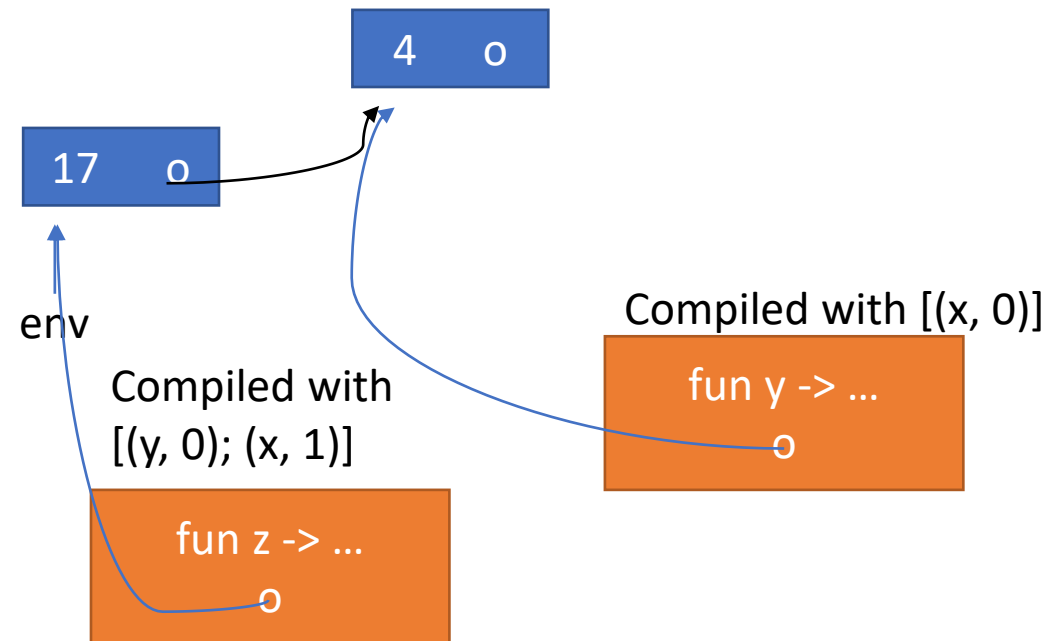 4 o
17 o
env
Compiled with [(x, 0)]
fun y -> …
o
Compiled with
[(y, 0); (x, 1)]
fun z -> …
o